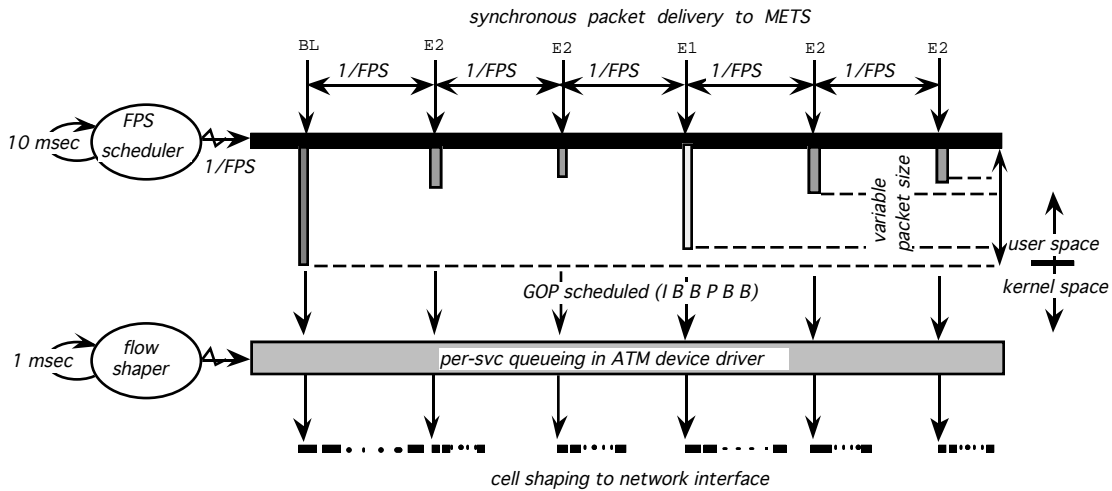 synchronous packet delivery to METS
BL E2 E2 E1 E2 E2
1/FPS 1/FPS 1/FPS 1/FPS 1/FPS
10 msec
FPS
scheduler
1/FPS
variable
packet size
user space
kernel space
GOP scheduled (I B B P B B)
1 msec
flow
shaper
per-svc queueing in ATM device driver
cell shaping to network interface